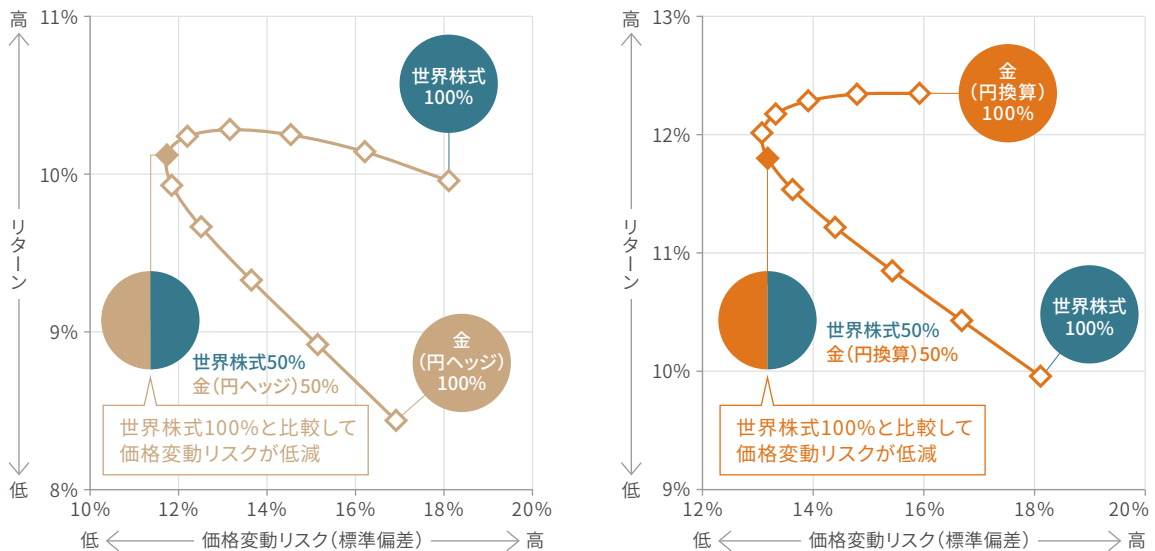 高
11%
10%
9%
8%
低
リターン
10%
12%
14%
16%
18%
20%
低
価格変動リスク（標準偏差）
高
世界株式
100%
世界株式50%
金（円ヘッジ）50%
金
（円ヘッジ）
100%
世界株式100%と比較して
価格変動リスクが低減
高
13%
12%
11%
10%
9%
低
リターン
12%
14%
16%
18%
20%
低
価格変動リスク（標準偏差）
高
金
（円換算）
100%
世界株式50%
金（円換算）50%
世界株式
100%
世界株式100%と比較して
価格変動リスクが低減